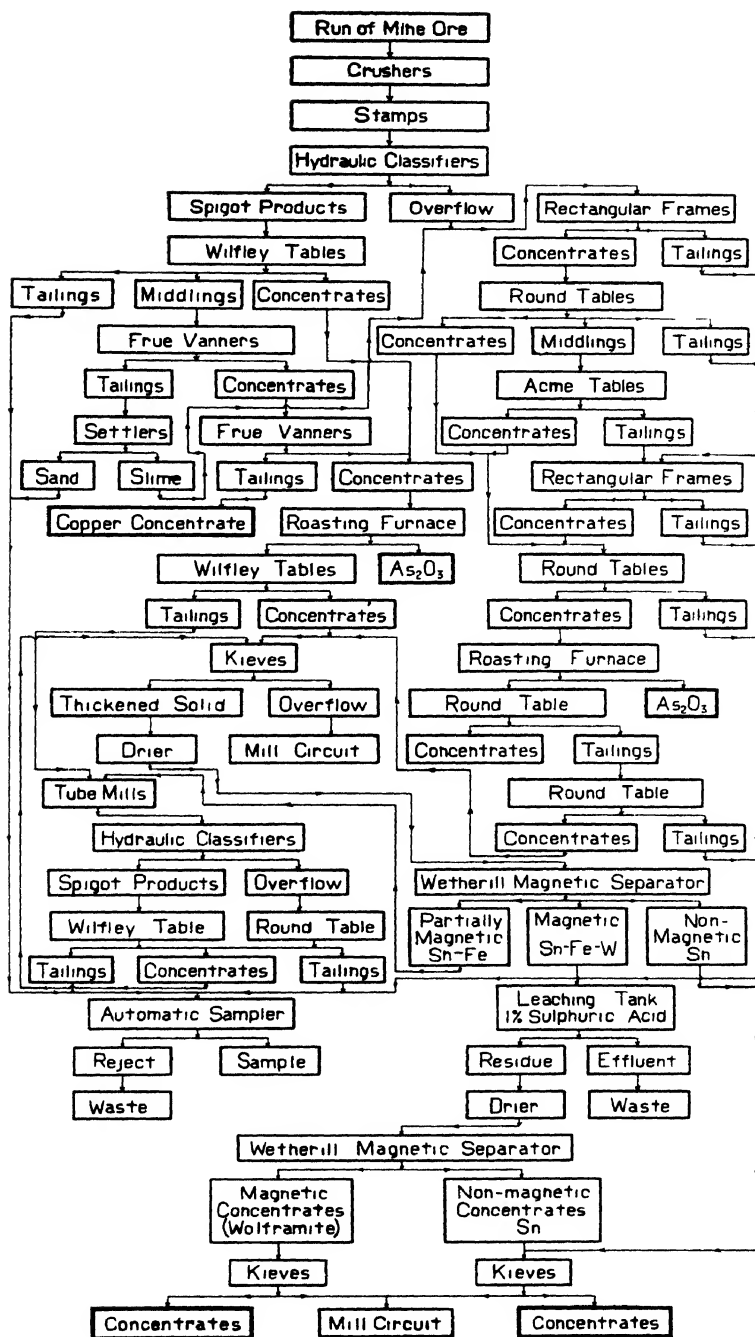 Run of Mine Ore
Crushers
Stamps
Hydraulic Classifiers
Spigot Products
Overflow
Rectangular Frames
Wilfley Tables
Concentrates
Tailings
Tailings
Middlings
Concentrates
Round Tables
Frue Vanners
Concentrates
Middlings
Tailings
Tailings
Concentrates
Acme Tables
Settlers
Frue Vanners
Concentrates
Tailings
Sand
Slime
Tailings
Concentrates
Rectangular Frames
Copper Concentrate
Roasting Furnace
Concentrates
Tailings
Wilfley Tables
As2O3
Round Tables
Tailings
Concentrates
Concentrates
Tailings
Kieves
Roasting Furnace
Thickened Solid
Overflow
Round Table
As2O3
Drier
Mill Circuit
Concentrates
Tailings
Tube Mills
Round Table
Hydraulic Classifiers
Concentrates
Tailings
Spigot Products
Overflow
Wetherill Magnetic Separator
Wilfley Table
Round Table
Partially
Magnetic
Sn-Fe
Magnetic
Sn-Fe-W
Non-
Magnetic
Sn
Tailings
Concentrates
Tailings
Automatic Sampler
Leaching Tank
1% Sulphuric Acid
Reject
Sample
Residue
Effluent
Waste
Drier
Waste
Wetherill Magnetic Separator
Magnetic
Concentrates
(Wolframite)
Non-magnetic
Concentrates
Sn
Kieves
Kieves
Concentrates
Mill Circuit
Concentrates